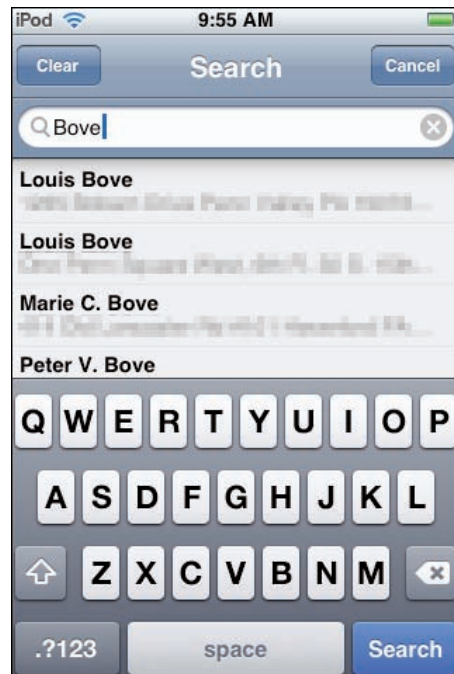 iPod 9:55 AM
Clear Search Cancel
Bove
Louis Bove
Louis Bove
Marie C. Bove
Peter V. Bove
Q W E R T Y U I O P
A S D F G H J K L
Z X C V B N M
.?123 space Search